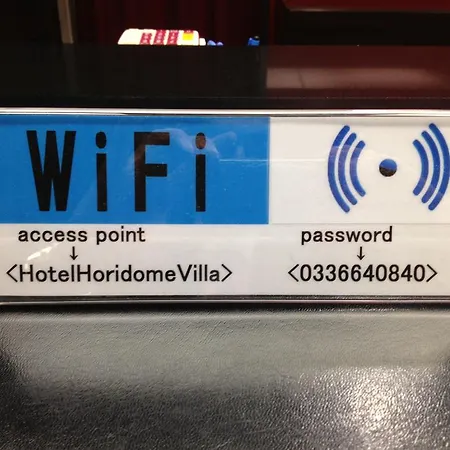 WiFi
access point
password
↓
↓
<HotelHoridomeVilla>
<0336640840>